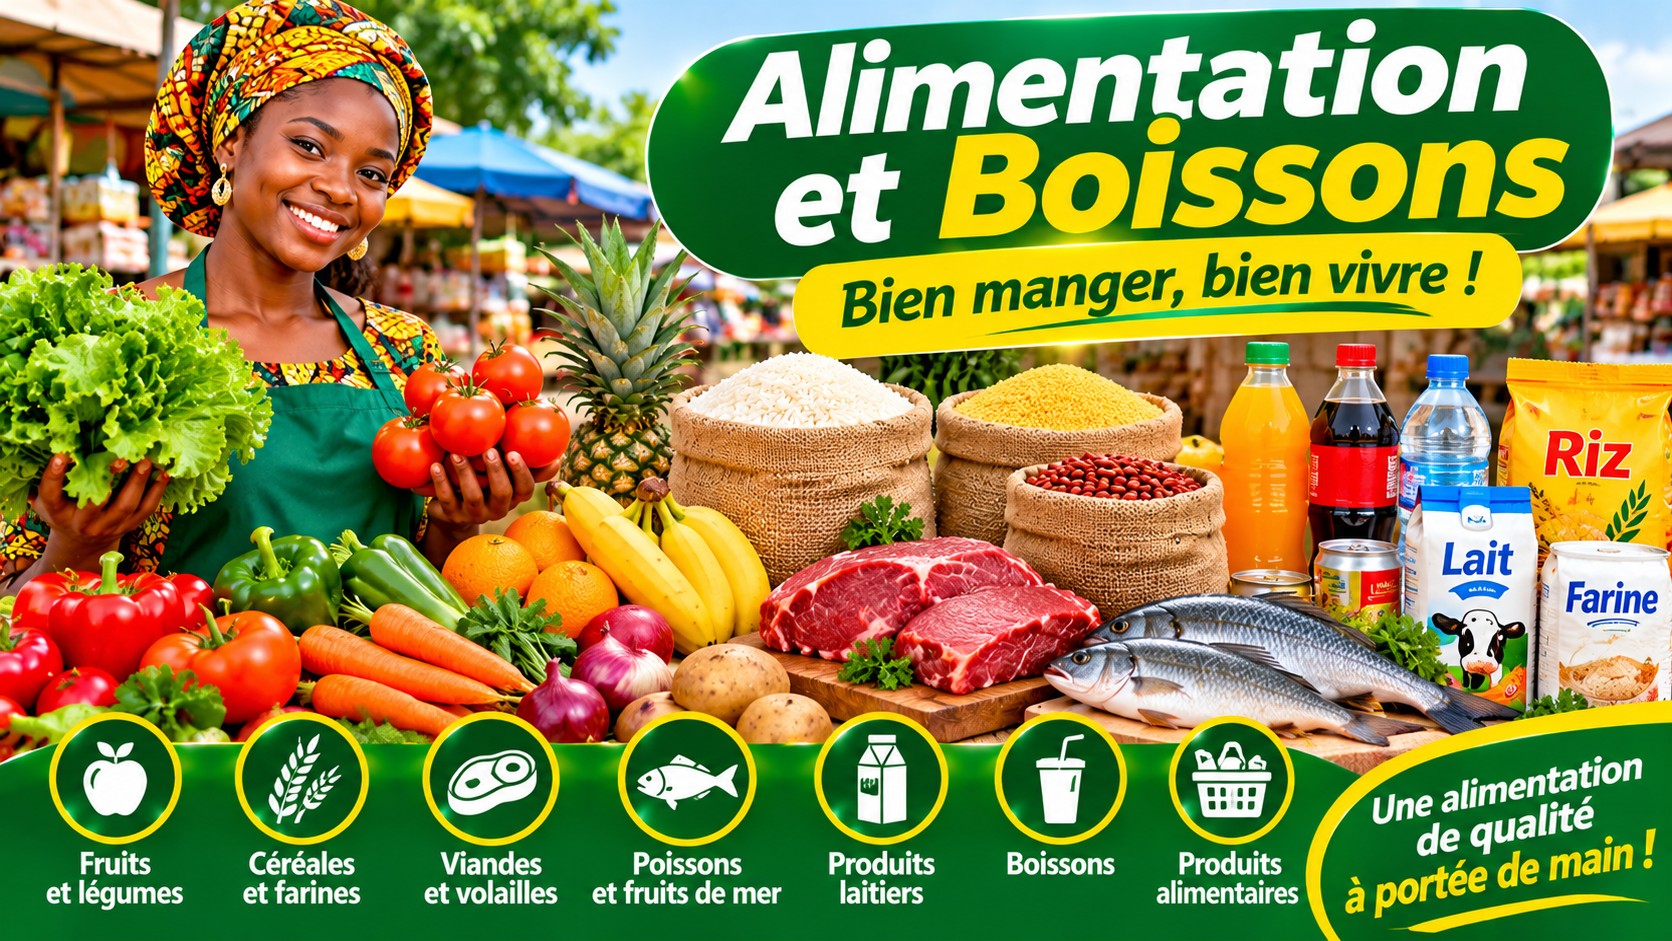 Alimentation
et Boissons
Bien manger, bien vivre !
Riz
Lait
Farine
Fruits
et légumes
Céréales
et farines
Viandes
et volailles
Poissons
et fruits de mer
Produits
laitiers
Boissons
Produits
alimentaires
Une alimentation
de qualité
à portée de main !